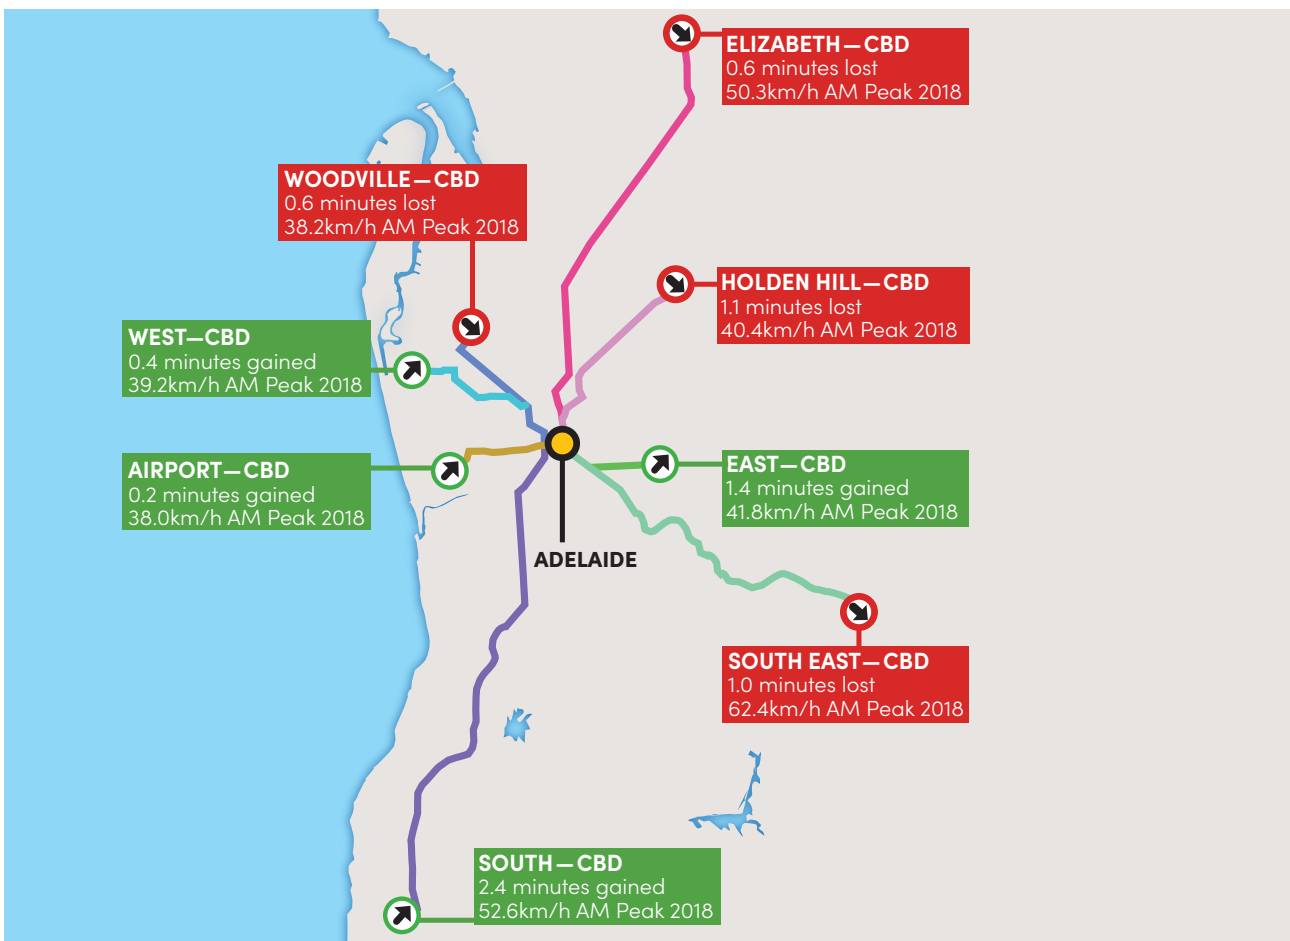 ELIZABETH—CBD
0.6 minutes lost
50.3km/h AM Peak 2018
WOODVILLE—CBD
0.6 minutes lost
38.2km/h AM Peak 2018
HOLDEN HILL—CBD
1.1 minutes lost
40.4km/h AM Peak 2018
WEST—CBD
0.4 minutes gained
39.2km/h AM Peak 2018
AIRPORT—CBD
0.2 minutes gained
38.0km/h AM Peak 2018
EAST—CBD
1.4 minutes gained
41.8km/h AM Peak 2018
ADELAIDE
SOUTH EAST—CBD
1.0 minutes lost
62.4km/h AM Peak 2018
SOUTH—CBD
2.4 minutes gained
52.6km/h AM Peak 2018